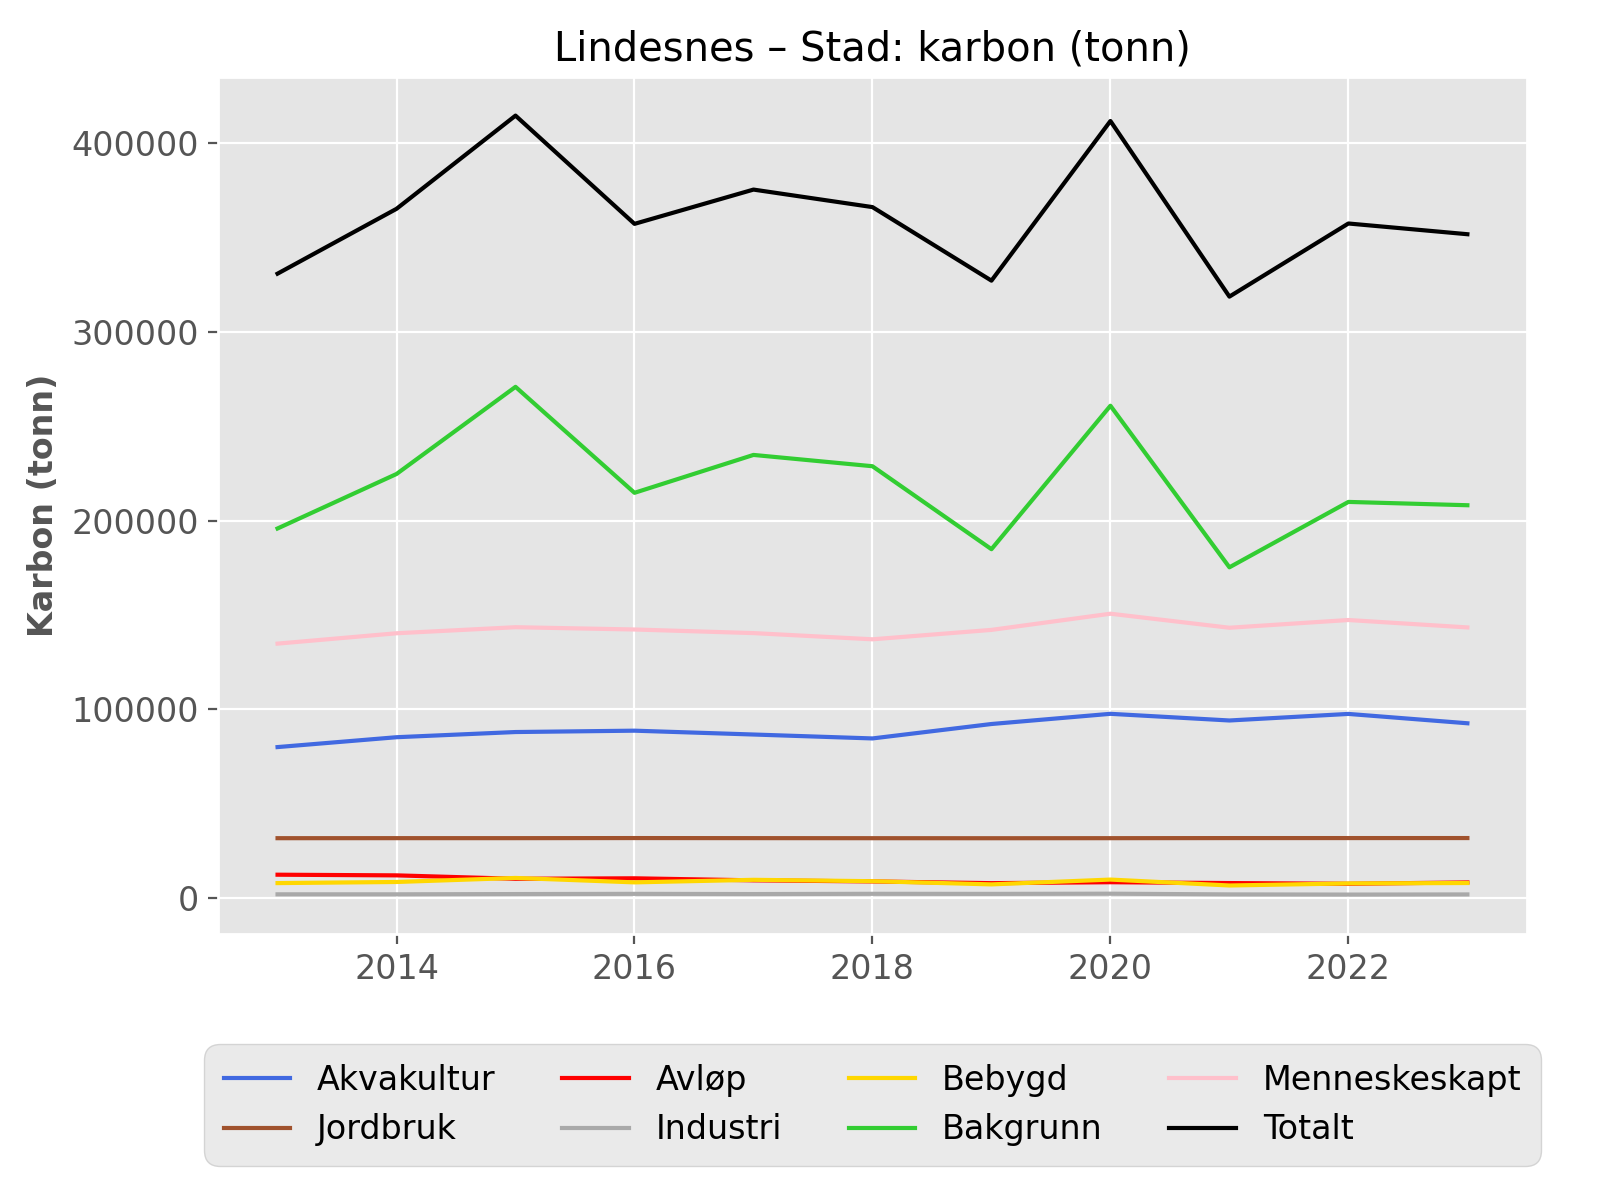 Lindesnes – Stad: karbon (tonn)
Karbon (tonn)
400000
300000
200000
100000
0
2014 2016 2018 2020 2022
Akvakultur Avløp Bebygd Menneskeskapt
Jordbruk Industri Bakgrunn Totalt